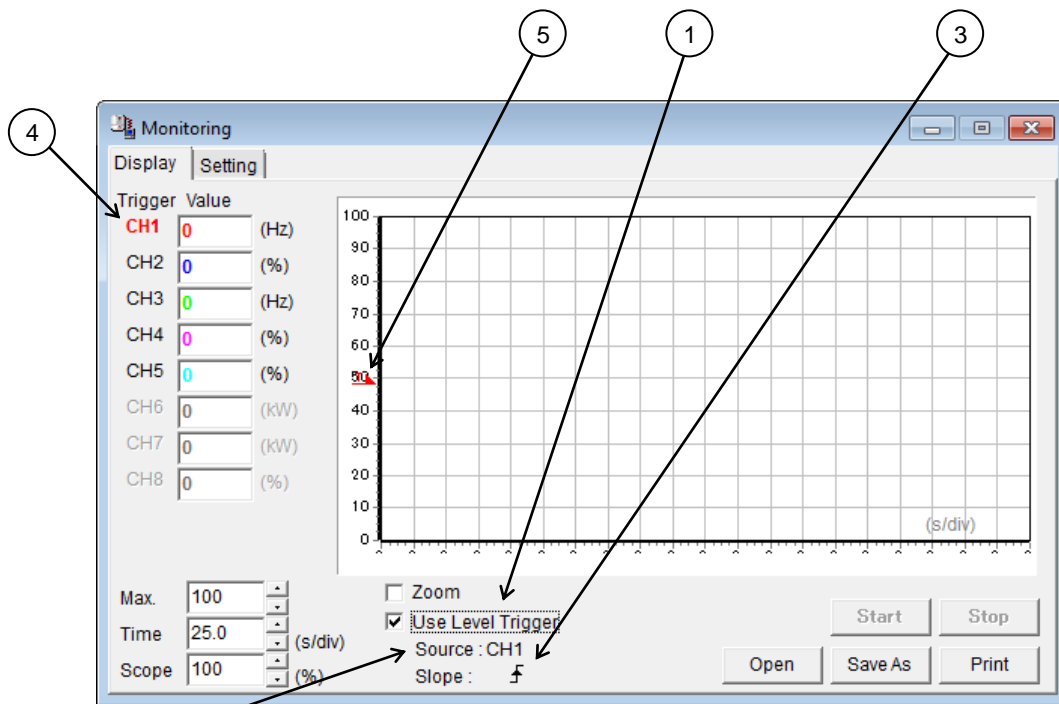 5 1 3
4
Monitoring
Display Setting
Trigger Value
CH1 0 (Hz)
CH2 0 (%)
CH3 0 (Hz)
CH4 0 (%)
CH5 0 (%)
CH6 0 (kW)
CH7 0 (kW)
CH8 0 (%)
100
90
80
70
60
50
40
30
20
10
0
(s/div)
Max. 100
Time 25.0 (s/div)
Scope 100 (%)
Zoom
Use Level Trigger
Source : CH1
Slope :
Start Stop
Open Save As Print